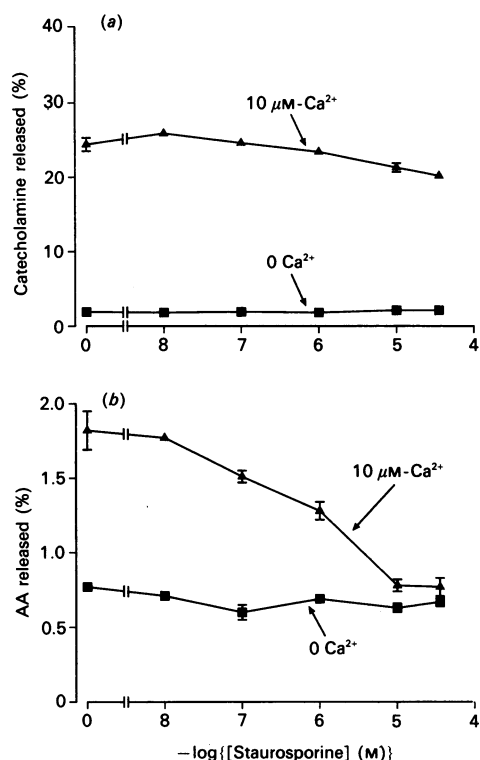 (a)
40
30
20
10
0
Catecholamine released (%)
10 μM-Ca²⁺
0 Ca²⁺
0 8 7 6 5 4
(b)
2.0
1.5
1.0
0.5
0
AA released (%)
10 μM-Ca²⁺
0 Ca²⁺
0 8 7 6 5 4
−log{[Staurosporine] (M)}